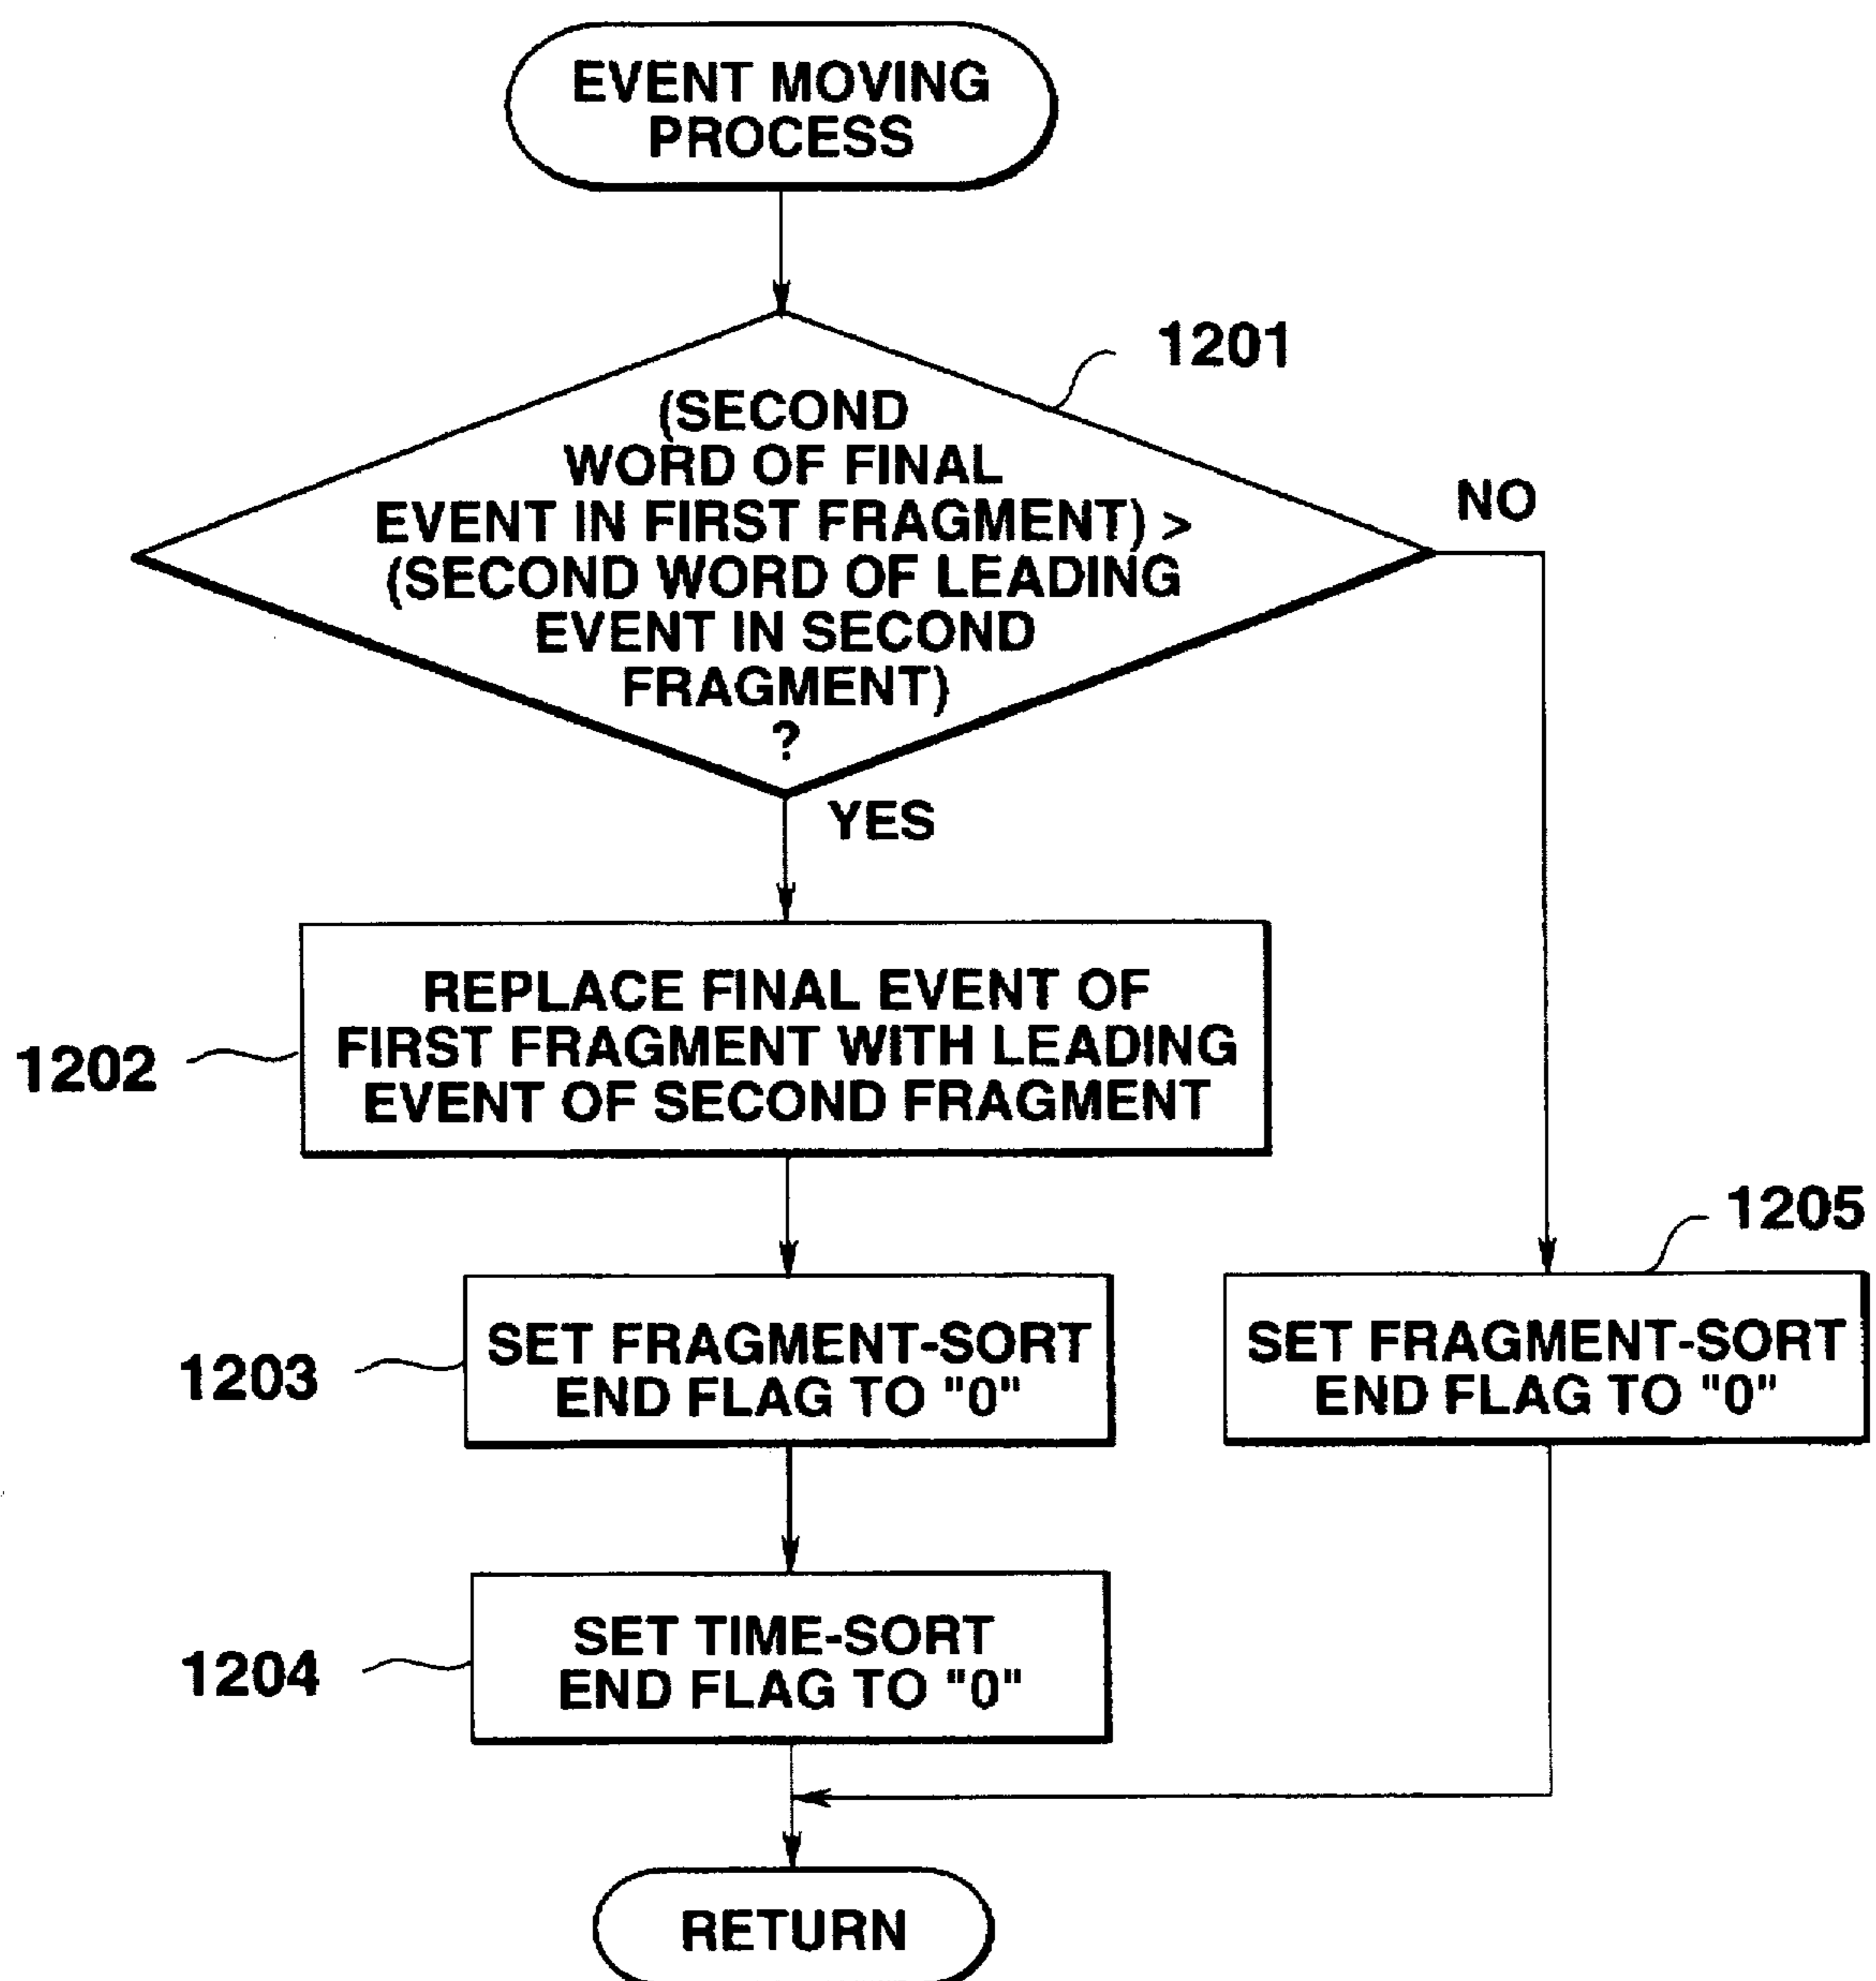 EVENT MOVING
PROCESS
1201
(SECOND
WORD OF FINAL
EVENT IN FIRST FRAGMENT) >
(SECOND WORD OF LEADING
EVENT IN SECOND
FRAGMENT)
?
NO
YES
REPLACE FINAL EVENT OF
FIRST FRAGMENT WITH LEADING
EVENT OF SECOND FRAGMENT
1202
1205
SET FRAGMENT-SORT
END FLAG TO "0"
1203
SET FRAGMENT-SORT
END FLAG TO "0"
SET TIME-SORT
END FLAG TO "0"
1204
RETURN